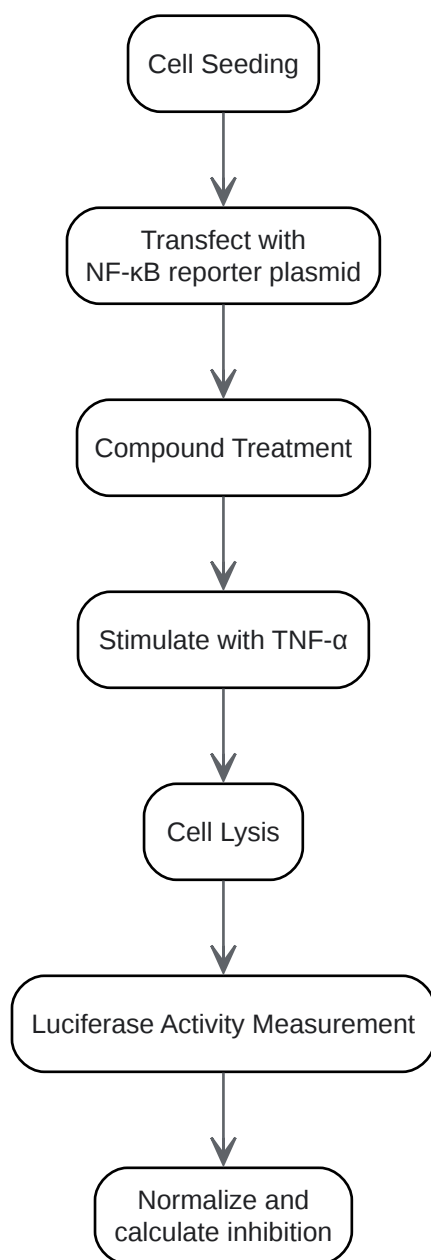 Cell Seeding
Transfect with
NF-κB reporter plasmid
Compound Treatment
Stimulate with TNF-α
Cell Lysis
Luciferase Activity Measurement
Normalize and
calculate inhibition